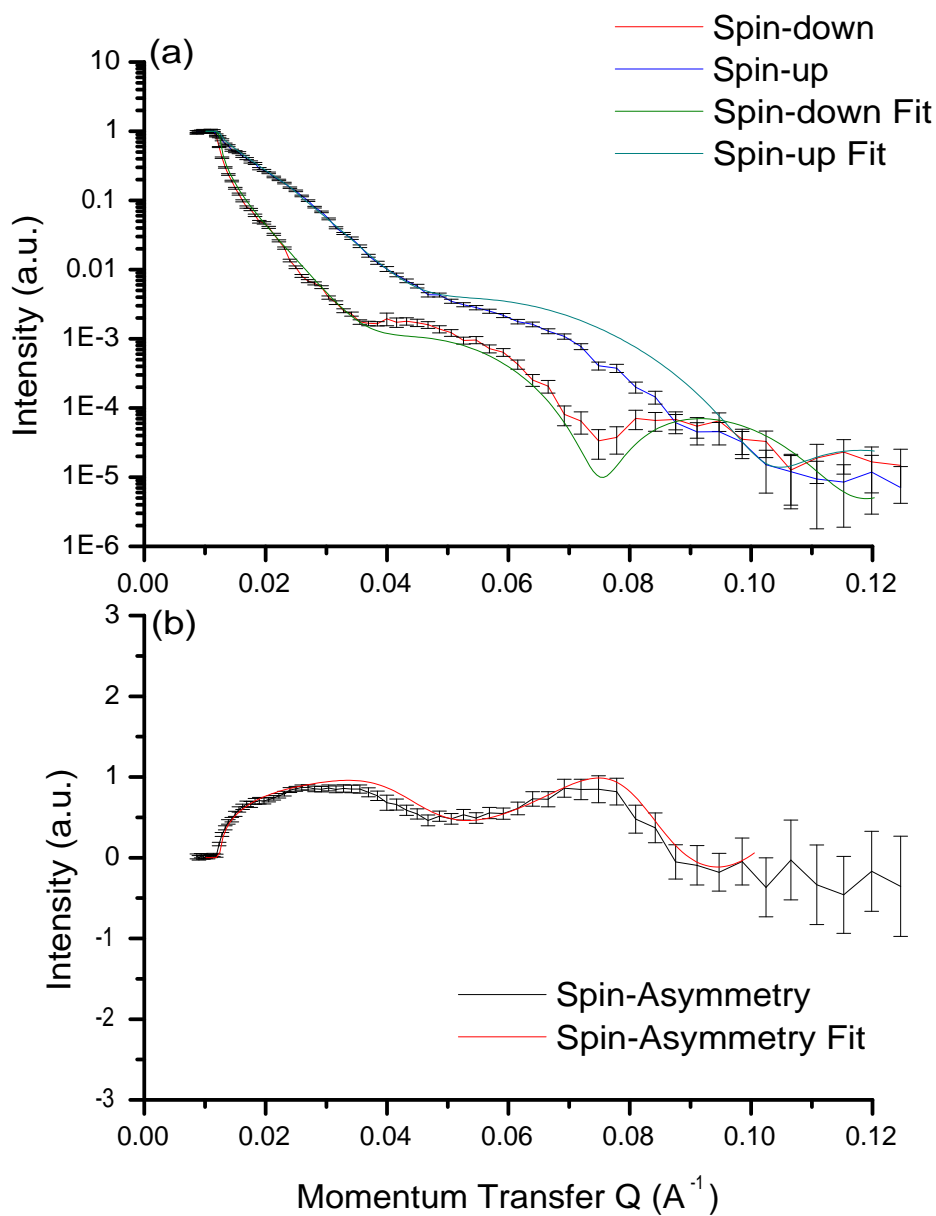 (a)
Spin-down
Spin-up
Spin-down Fit
Spin-up Fit
10
1
0.1
0.01
1E-3
1E-4
1E-5
1E-6
Intensity (a.u.)
0.00 0.02 0.04 0.06 0.08 0.10 0.12
(b)
3
2
1
0
-1
-2
-3
Intensity (a.u.)
Spin-Asymmetry
Spin-Asymmetry Fit
0.00 0.02 0.04 0.06 0.08 0.10 0.12
Momentum Transfer Q (A⁻¹)